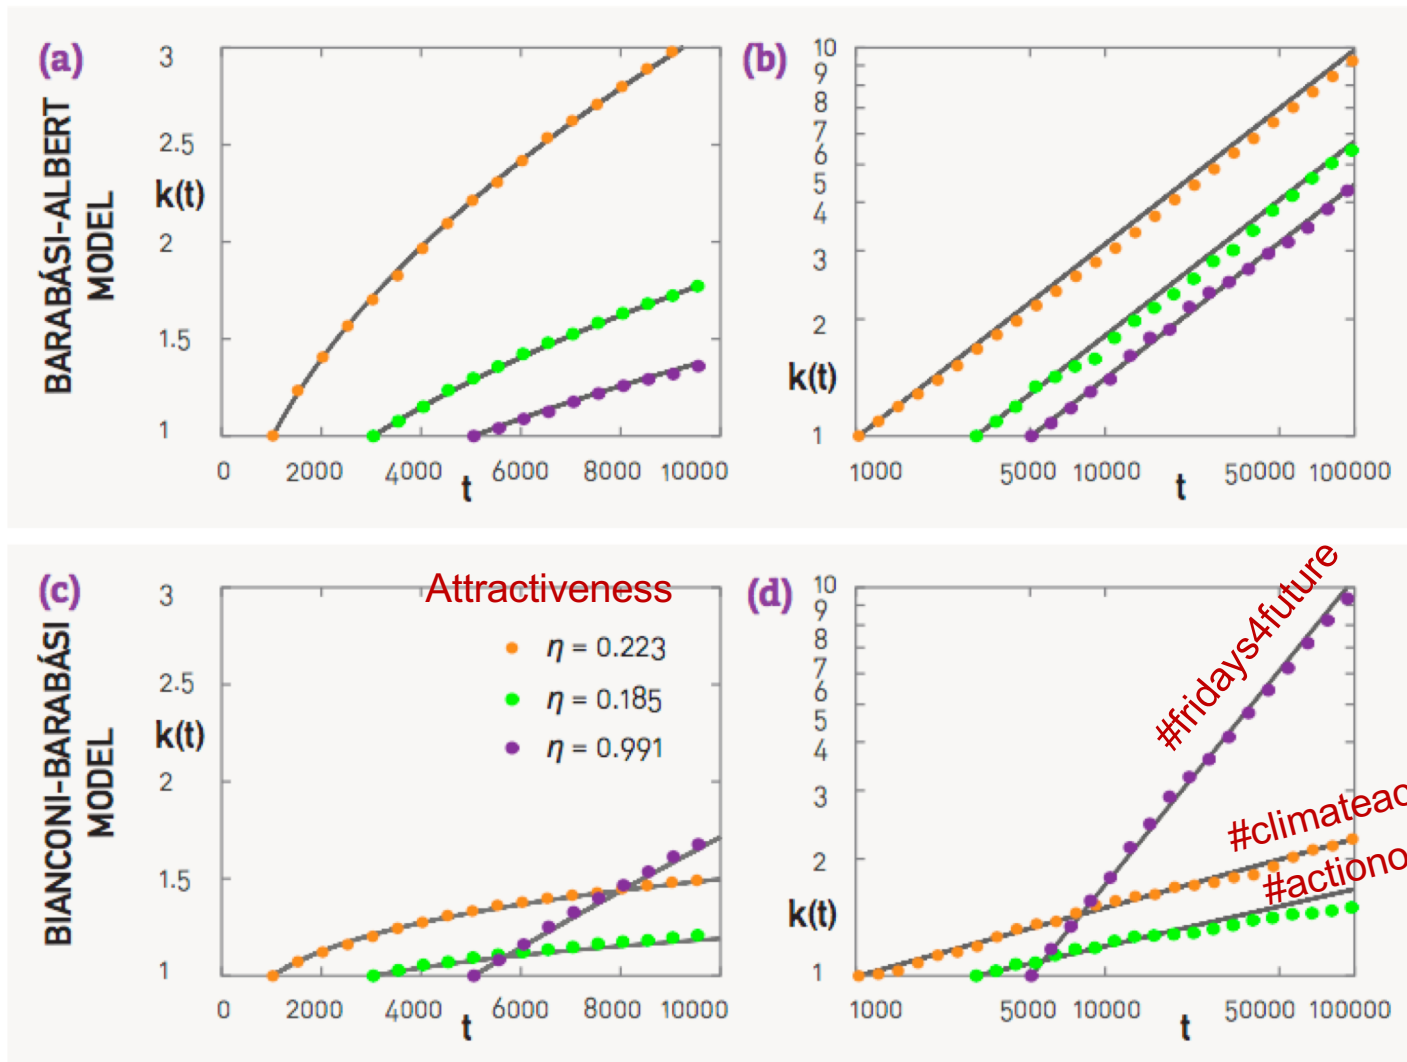 (a)
BARABÁSI-ALBERT
MODEL
k(t)
3
2.5
2
1.5
1
0 2000 4000 6000 8000 10000
t
(b)
10
9
8
7
6
5
4
3
2
1
k(t)
1000 5000 10000 50000 100000
t
(c)
BIANCONI-BARABÁSI
MODEL
k(t)
3
2.5
2
1.5
1
Attractiveness
η = 0.223
η = 0.185
η = 0.991
0 2000 4000 6000 8000 10000
t
(d)
10
9
8
7
6
5
4
3
2
1
k(t)
#fridays4future
#climateac
#actiono
1000 5000 10000 50000 100000
t